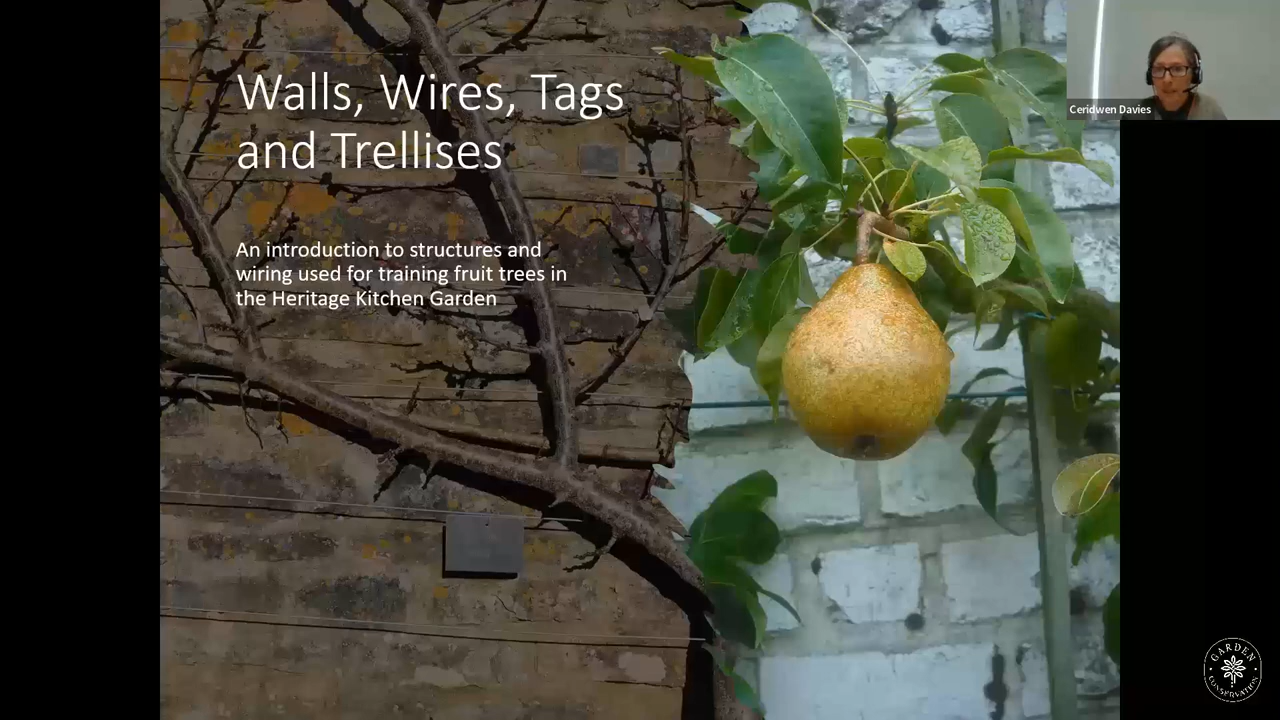 Walls, Wires, Tags
and Trellises
An introduction to structures and
wiring used for training fruit trees in
the Heritage Kitchen Garden
Ceridwen Davies
GARDEN
CONSERVATION